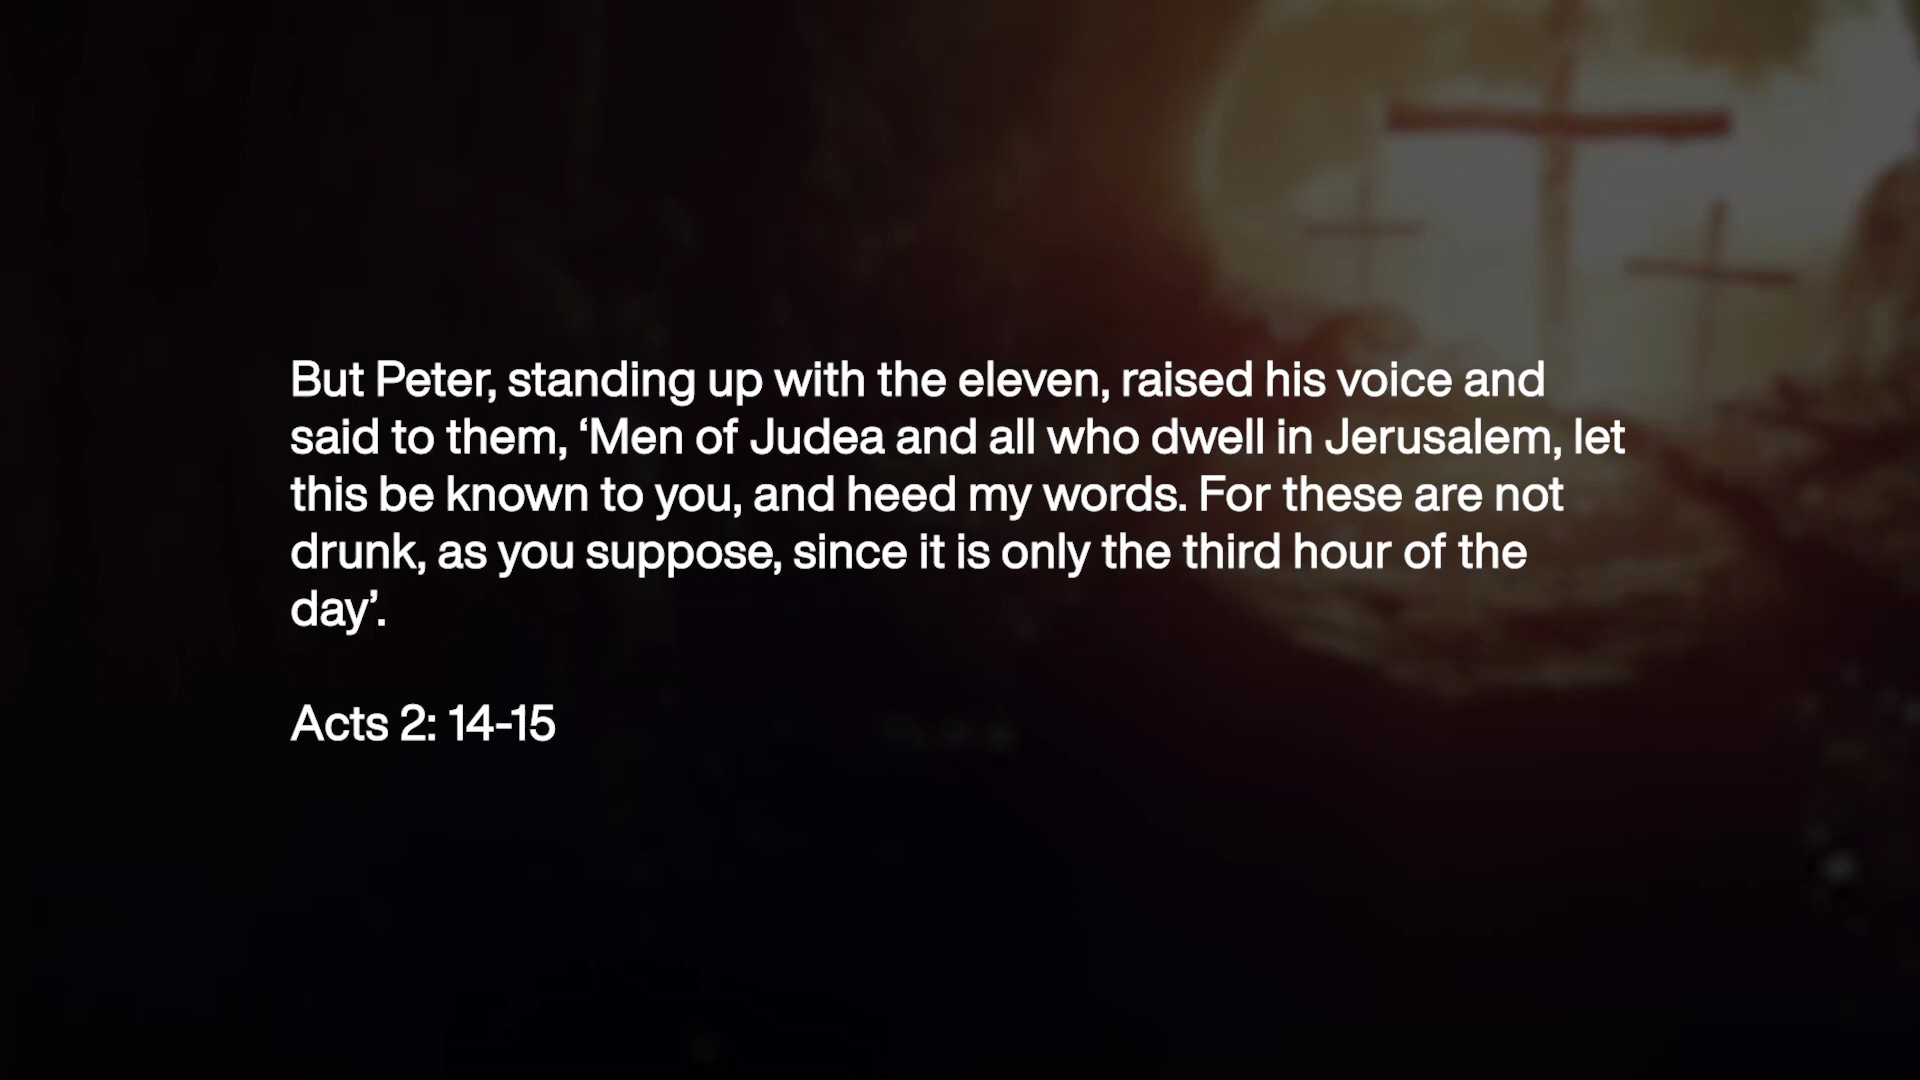 But Peter, standing up with the eleven, raised his voice and
said to them, ‘Men of Judea and all who dwell in Jerusalem, let
this be known to you, and heed my words. For these are not
drunk, as you suppose, since it is only the third hour of the
day’.
Acts 2: 14-15